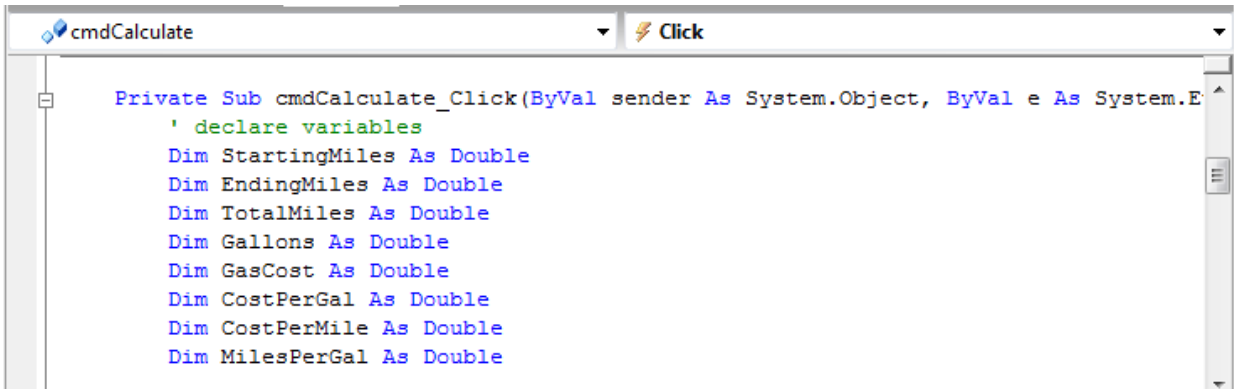 cmdCalculate Click
Private Sub cmdCalculate_Click(ByVal sender As System.Object, ByVal e As System.E
' declare variables
Dim StartingMiles As Double
Dim EndingMiles As Double
Dim TotalMiles As Double
Dim Gallons As Double
Dim GasCost As Double
Dim CostPerGal As Double
Dim CostPerMile As Double
Dim MilesPerGal As Double